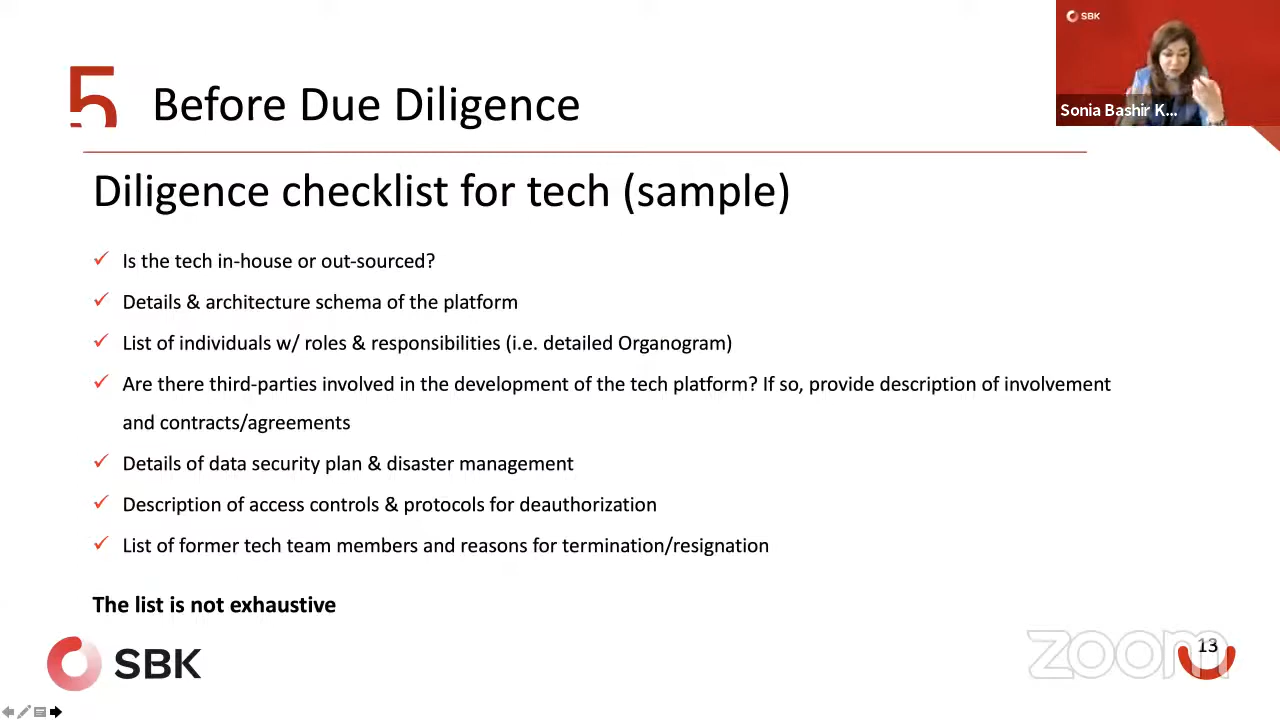 SBK
Sonia Bashir K...
5 Before Due Diligence
Diligence checklist for tech (sample)
✓ Is the tech in-house or out-sourced?
✓ Details & architecture schema of the platform
✓ List of individuals w/ roles & responsibilities (i.e. detailed Organogram)
✓ Are there third-parties involved in the development of the tech platform? If so, provide description of involvement
and contracts/agreements
✓ Details of data security plan & disaster management
✓ Description of access controls & protocols for deauthorization
✓ List of former tech team members and reasons for termination/resignation
The list is not exhaustive
SBK
zoom
13